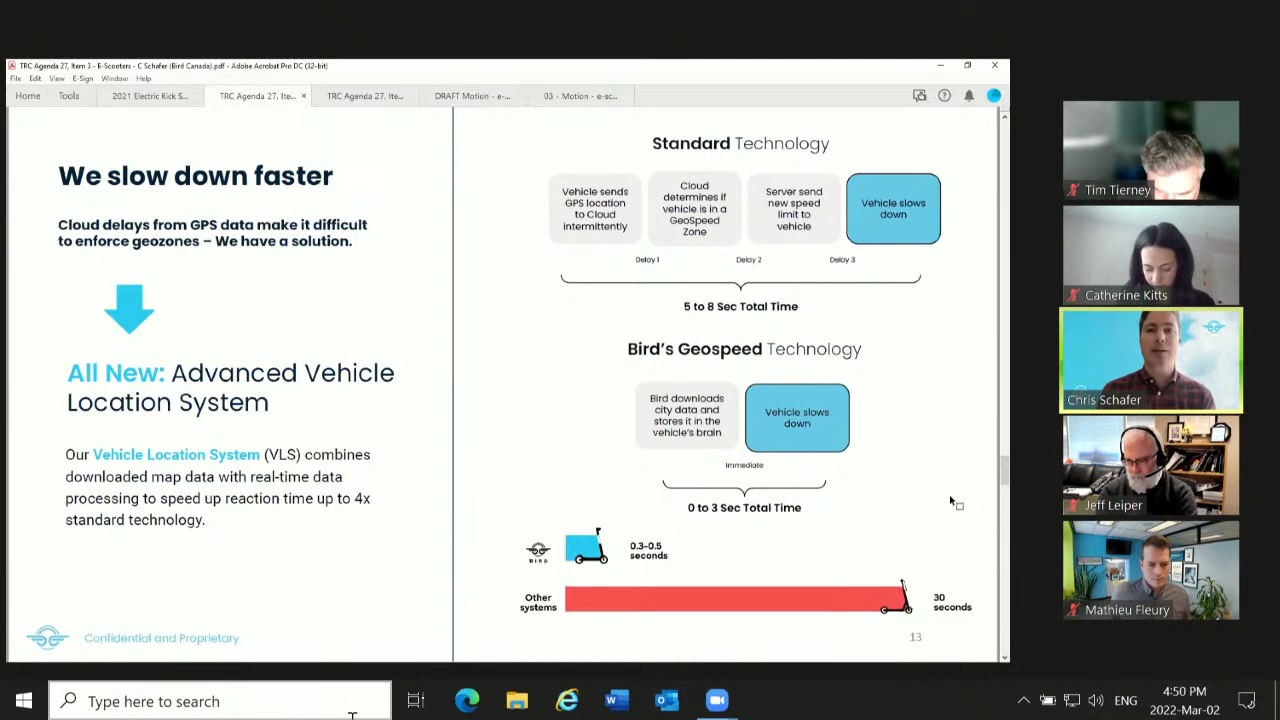 TRC Agenda 27, Item 3 - E-Scooters - C Schafer (Bird Canada).pdf - Adobe Acrobat Pro DC (32-bit)
File Edit View E-Sign Window Help
Home Tools 2021 Electric Kick S... TRC Agenda 27, Ite... × TRC Agenda 27, Ite... DRAFT Motion - e-... 03 - Motion - e-sc...
We slow down faster
Cloud delays from GPS data make it difficult
to enforce geozones – We have a solution.
All New: Advanced Vehicle
Location System
Our Vehicle Location System (VLS) combines
downloaded map data with real-time data
processing to speed up reaction time up to 4x
standard technology.
Confidential and Proprietary
Standard Technology
Vehicle sends
GPS location
to Cloud
intermittently
Cloud
determines if
vehicle is in a
GeoSpeed
Zone
Server send
new speed
limit to
vehicle
Vehicle slows
down
Delay 1
Delay 2
Delay 3
5 to 8 Sec Total Time
Bird's Geospeed Technology
Bird downloads
city data and
stores it in the
vehicle's brain
Vehicle slows
down
Immediate
0 to 3 Sec Total Time
BIRD
0.3-0.5
seconds
Other
systems
30
seconds
13
Tim Tierney
Catherine Kitts
Chris Schafer
Jeff Leiper
Mathieu Fleury
Type here to search
ENG
4:50 PM
2022-Mar-02